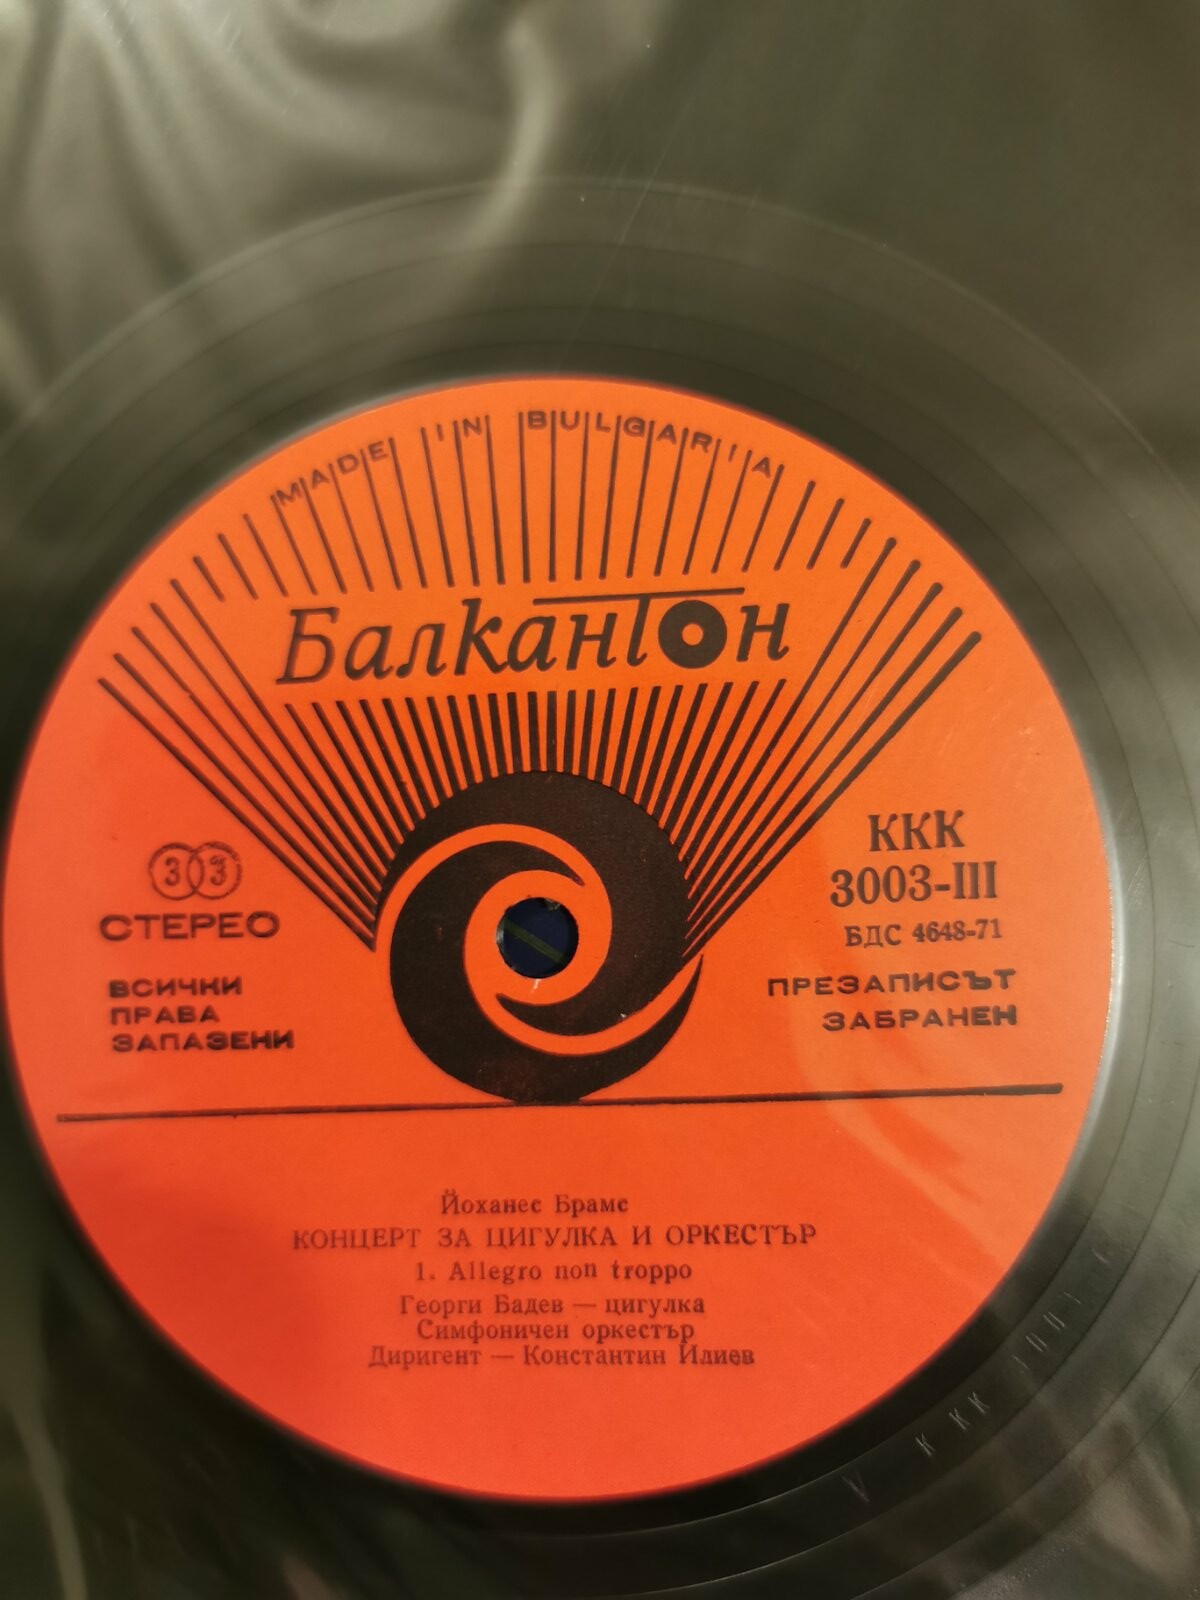 MADE IN BULGARIA
Балкантон
33
СТЕРЕО
ВСИЧКИ
ПРАВА
ЗАПАЗЕНИ
ККК
3003-III
БДС 4648-71
ПРЕЗАПИСЪТ
ЗАБРАНЕН
Йоханес Брамс
КОНЦЕРТ ЗА ЦИГУЛКА И ОРКЕСТЪР
1. Allegro non troppo
Георги Бадев — цигулка
Симфоничен оркестър
Диригент — Константин Илиев